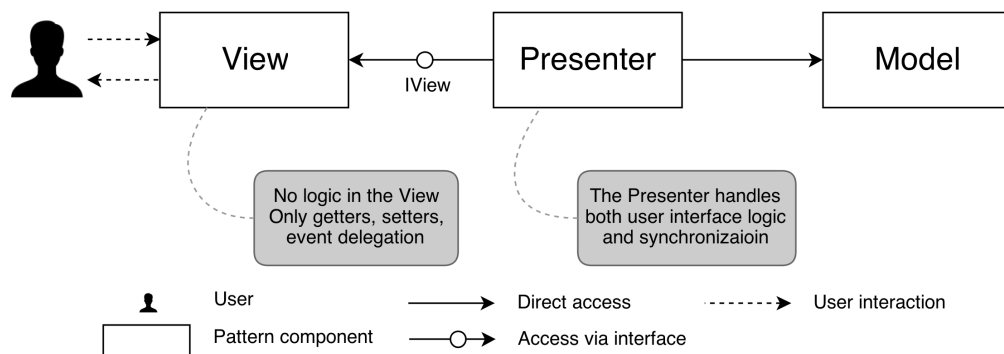 View
IView
Presenter
Model
No logic in the View
Only getters, setters,
event delegation
The Presenter handles
both user interface logic
and synchronizaioin
User
Direct access
User interaction
Pattern component
Access via interface